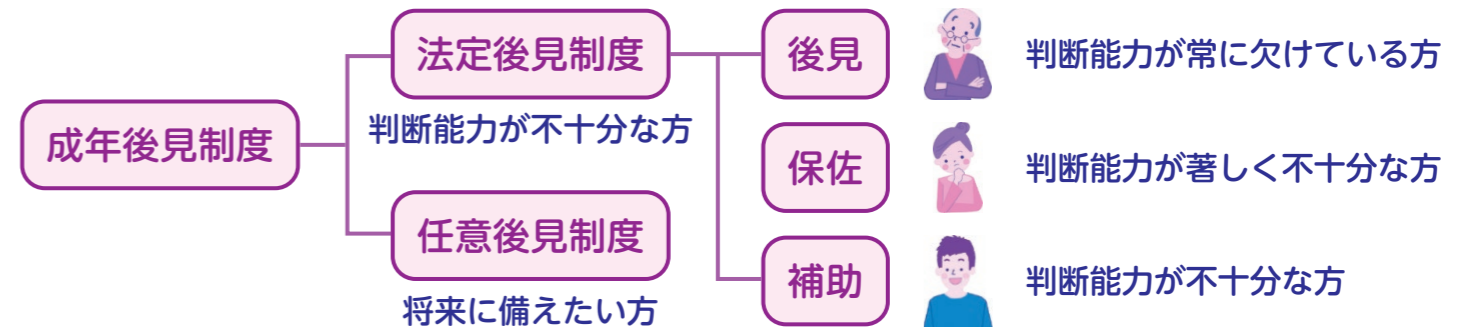 成年後見制度
法定後見制度
判断能力が不十分な方
後見
判断能力が常に欠けている方
保佐
判断能力が著しく不十分な方
補助
判断能力が不十分な方
任意後見制度
将来に備えたい方